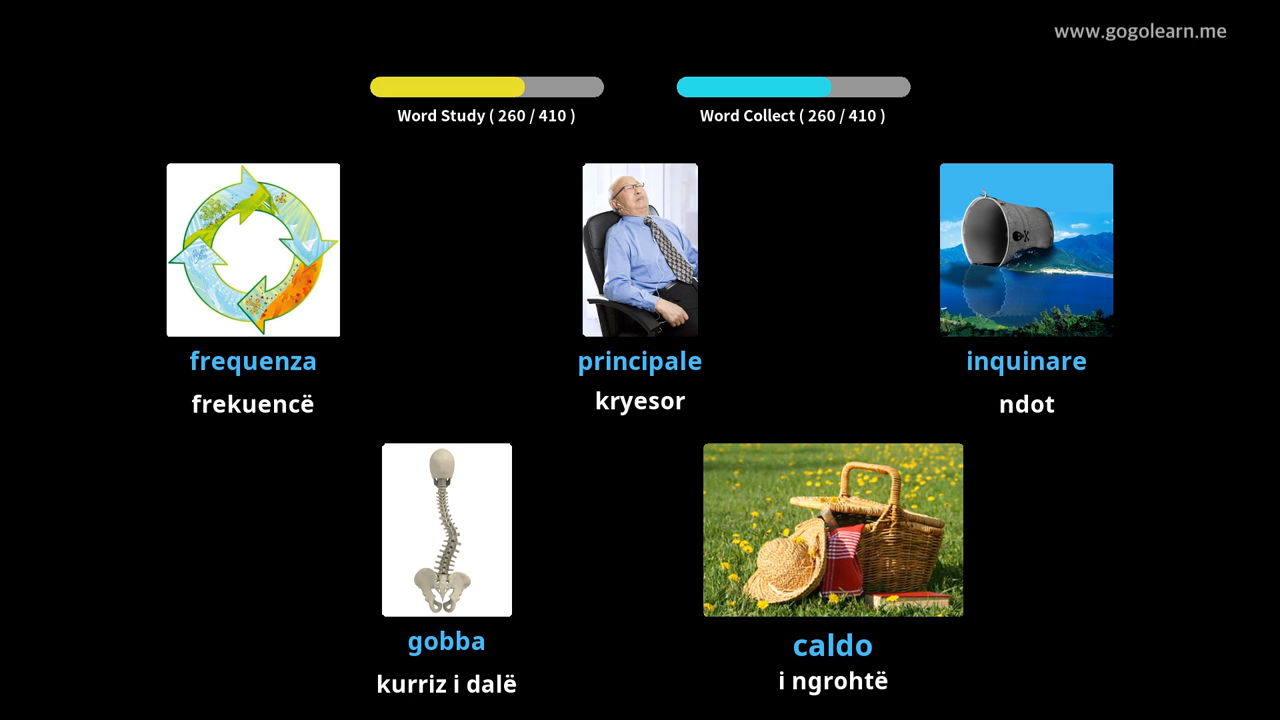 www.gogolearn.me
Word Study ( 260 / 410 )
Word Collect ( 260 / 410 )
frequenza
frekuencë
principale
kryesor
inquinare
ndot
gobba
kurriz i dalë
caldo
i ngrohtë